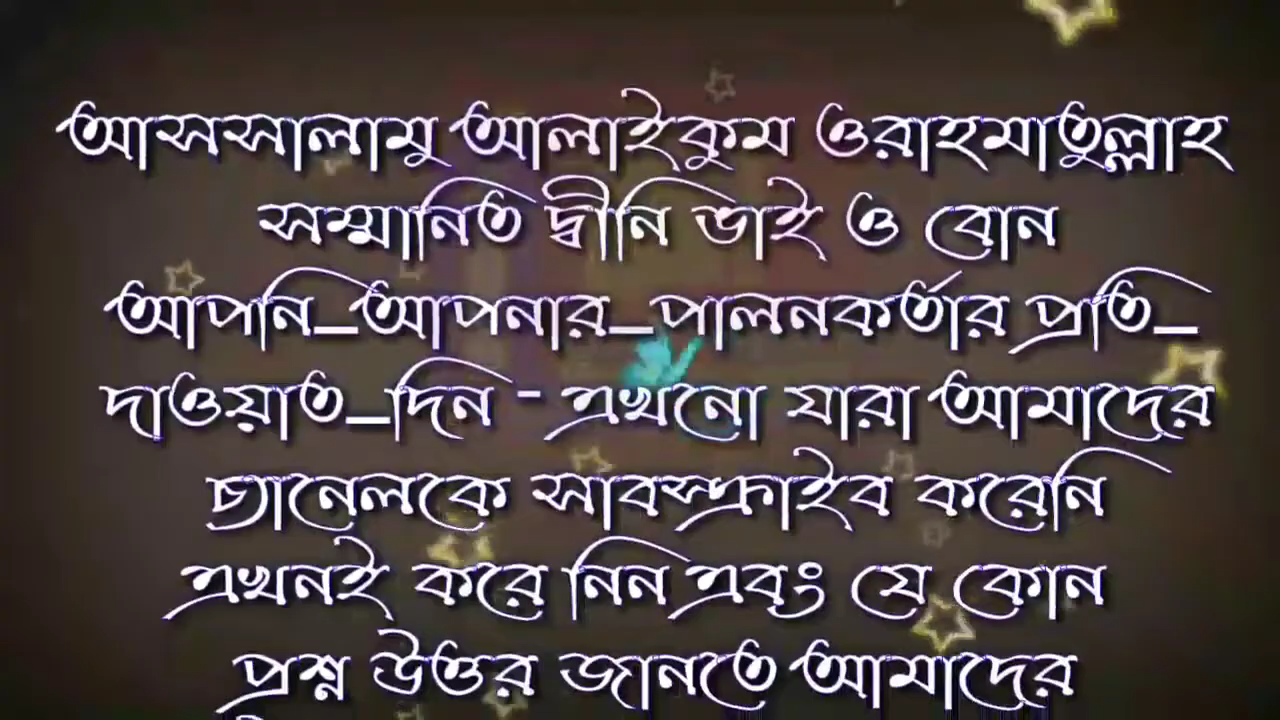 আসসালামু আলাইকুম ওরাহমাতুল্লাহ
সম্মানিত দ্বীনি ভাই ও বোন
আপনি_আপনার_পালনকর্তার প্রতি_
দাওয়াত_দিন - এখনো যারা আমাদের
চ্যানেলকে সাবস্ক্রাইব করেনি
এখনই করে নিন এবং যে কোন
প্রশ্ন উত্তর জানতে আমাদের